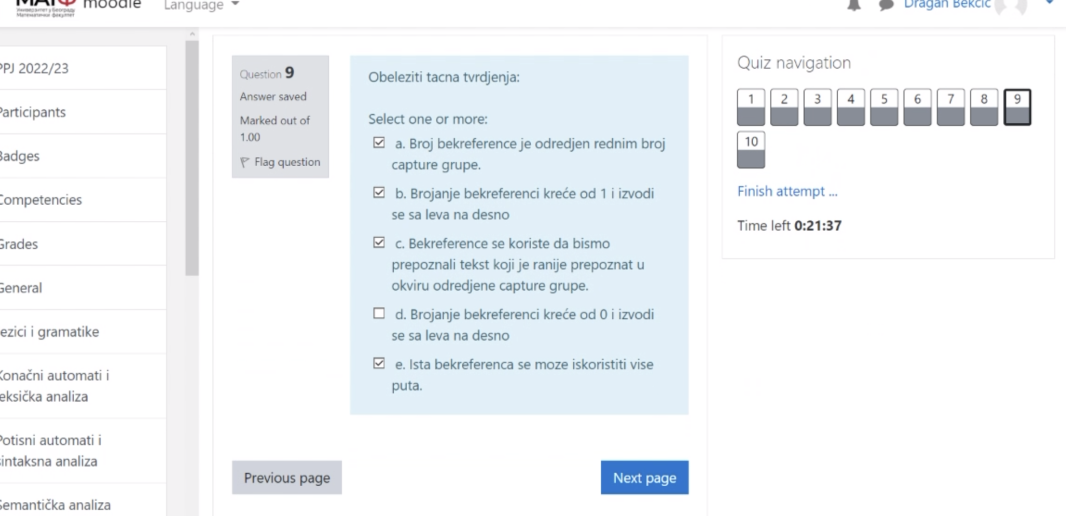 МАТФ moodle
Универзитет у Београду
Математички факултет
Language
Dragan Bekcic
PPJ 2022/23
Participants
Badges
Competencies
Grades
General
ezici i gramatike
Konačni automati i
eksička analiza
Potisni automati i
sintaksna analiza
Semantička analiza
Question 9
Answer saved
Marked out of
1.00
Flag question
Obeleziti tacna tvrdjenja:
Select one or more:
a. Broj bekreference je odredjen rednim broj
capture grupe.
b. Brojanje bekreferenci kreće od 1 i izvodi
se sa leva na desno
c. Bekreference se koriste da bismo
prepoznali tekst koji je ranije prepoznat u
okviru odredjene capture grupe.
d. Brojanje bekreferenci kreće od 0 i izvodi
se sa leva na desno
e. Ista bekreferenca se moze iskoristiti vise
puta.
Previous page
Next page
Quiz navigation
1 2 3 4 5 6 7 8 9
10
Finish attempt ...
Time left 0:21:37